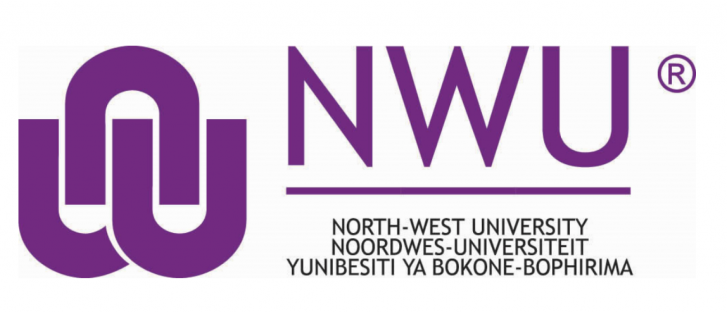 NWU ®
NORTH-WEST UNIVERSITY
NOORDWES-UNIVERSITEIT
YUNIBESITI YA BOKONE-BOPHIRIMA